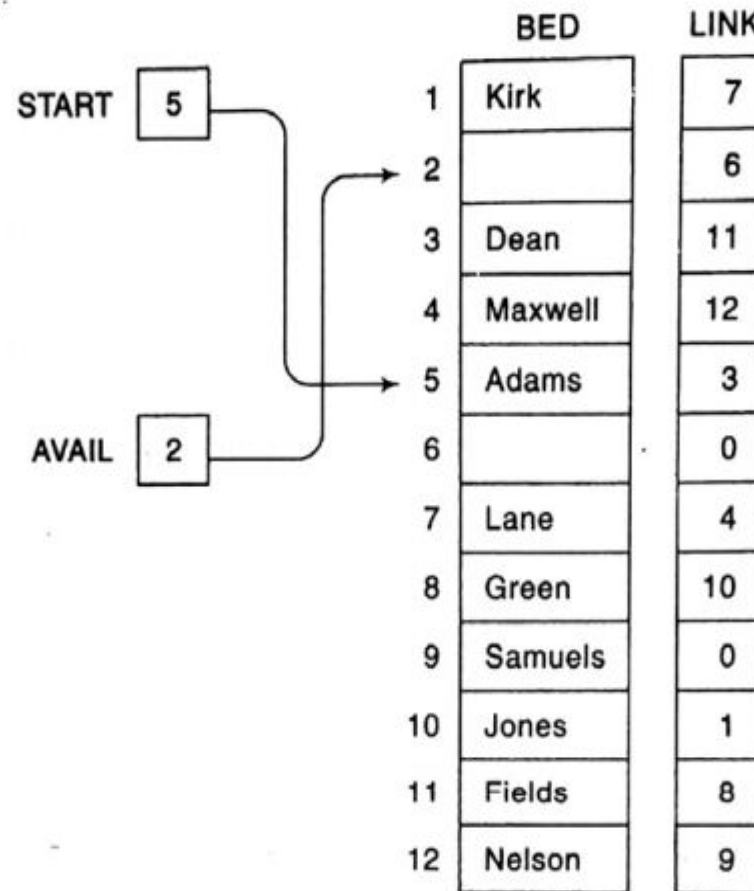 BED LINK
START 5 1 Kirk 7
2 6
3 Dean 11
4 Maxwell 12
5 Adams 3
AVAIL 2 6 0
7 Lane 4
8 Green 10
9 Samuels 0
10 Jones 1
11 Fields 8
12 Nelson 9